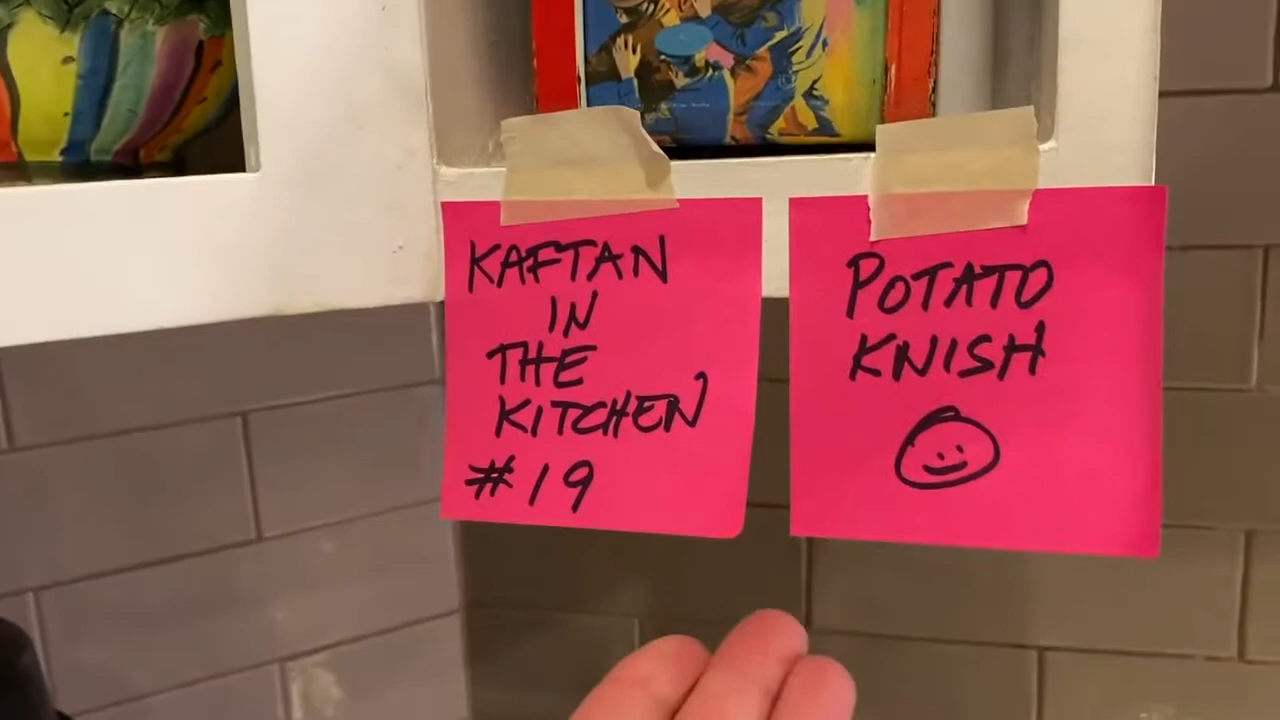 KAFTAN
IN
THE
KITCHEN
#19
POTATO
KNISH